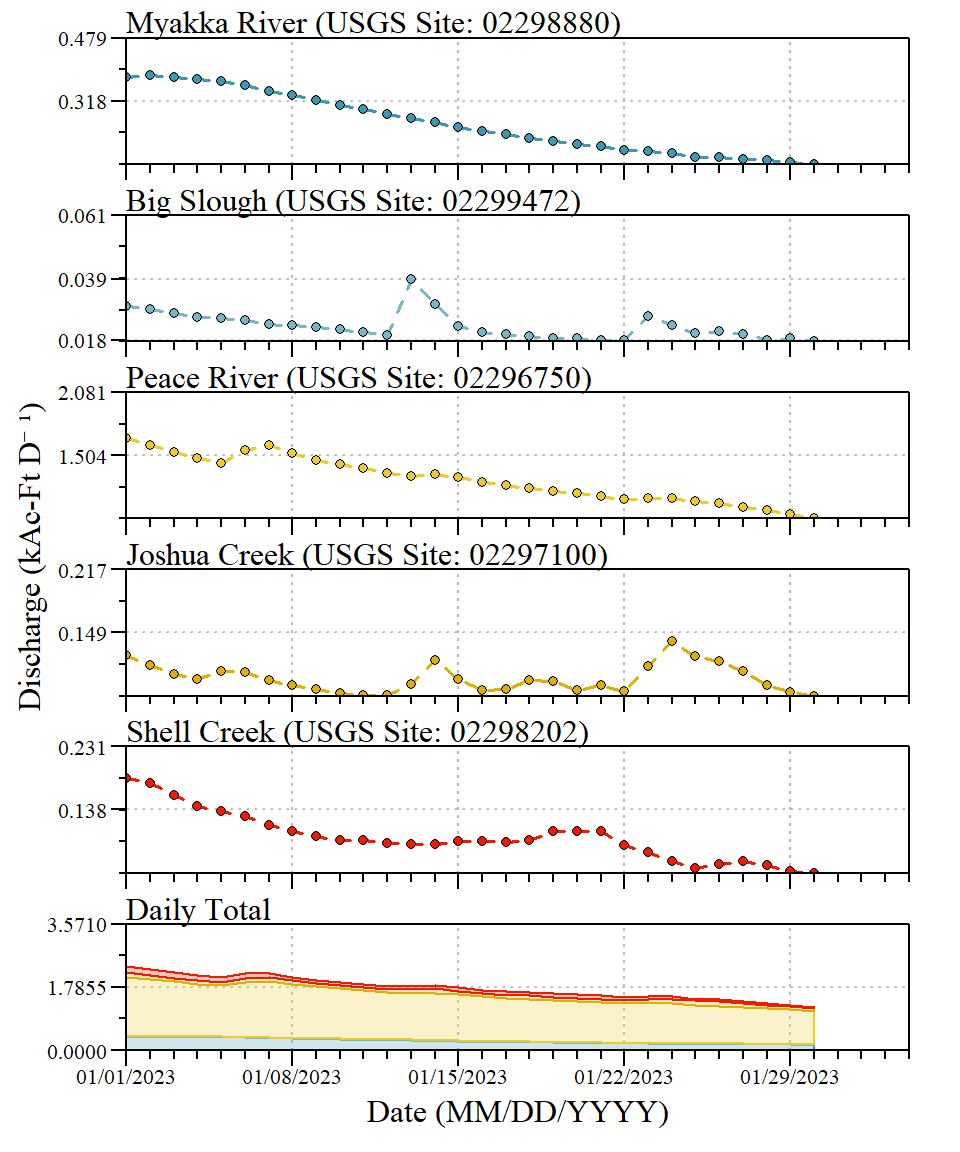 Myakka River (USGS Site: 02298880)
0.479
0.318
Big Slough (USGS Site: 02299472)
0.061
0.039
0.018
Peace River (USGS Site: 02296750)
2.081
1.504
Joshua Creek (USGS Site: 02297100)
0.217
0.149
Shell Creek (USGS Site: 02298202)
0.231
0.138
Daily Total
3.5710
1.7855
0.0000
01/01/2023 01/08/2023 01/15/2023 01/22/2023 01/29/2023
Date (MM/DD/YYYY)
Discharge (kAc-Ft D⁻¹)